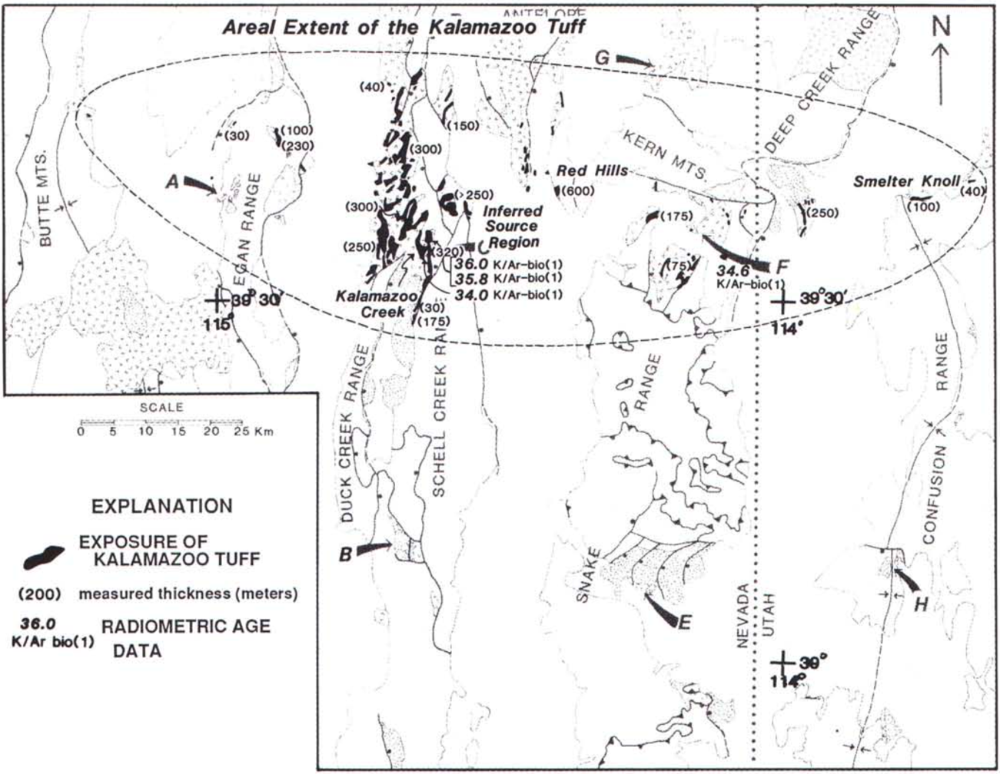 ANTELOPE
Areal Extent of the Kalamazoo Tuff
G
N
DEEP CREEK RANGE
(40)
(150)
(30)
(100)
(230)
(300)
KERN MTS.
Red Hills
(600)
A
BUTTE MTS.
EGAN RANGE
Smelter Knoll
(40)
(100)
(>250)
(300)
Inferred
Source
Region
(175)
(250)
(250)
(320)
C
36.0 K/Ar-bio(1)
35.8 K/Ar-bio(1)
34.0 K/Ar-bio(1)
(75)
34.6
K/Ar-bio(1)
F
Kalamazoo
Creek
(30)
(175)
39° 30'
115°
39°30'
114°
SCALE
0 5 10 15 20 25 Km
DUCK CREEK RANGE
SCHELL CREEK RA
SNAKE
RANGE
CONFUSION
RANGE
EXPLANATION
EXPOSURE OF
KALAMAZOO TUFF
(200) measured thickness (meters)
36.0
K/Ar bio(1)
RADIOMETRIC AGE
DATA
B
E
H
NEVADA
UTAH
39°
114°